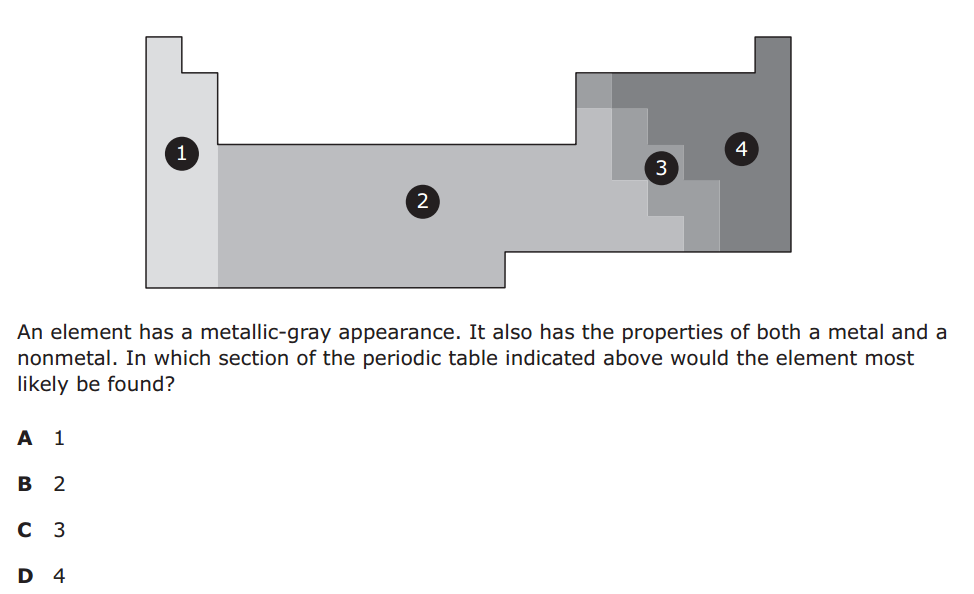 1
2
3
4
An element has a metallic-gray appearance. It also has the properties of both a metal and a
nonmetal. In which section of the periodic table indicated above would the element most
likely be found?
A 1
B 2
C 3
D 4